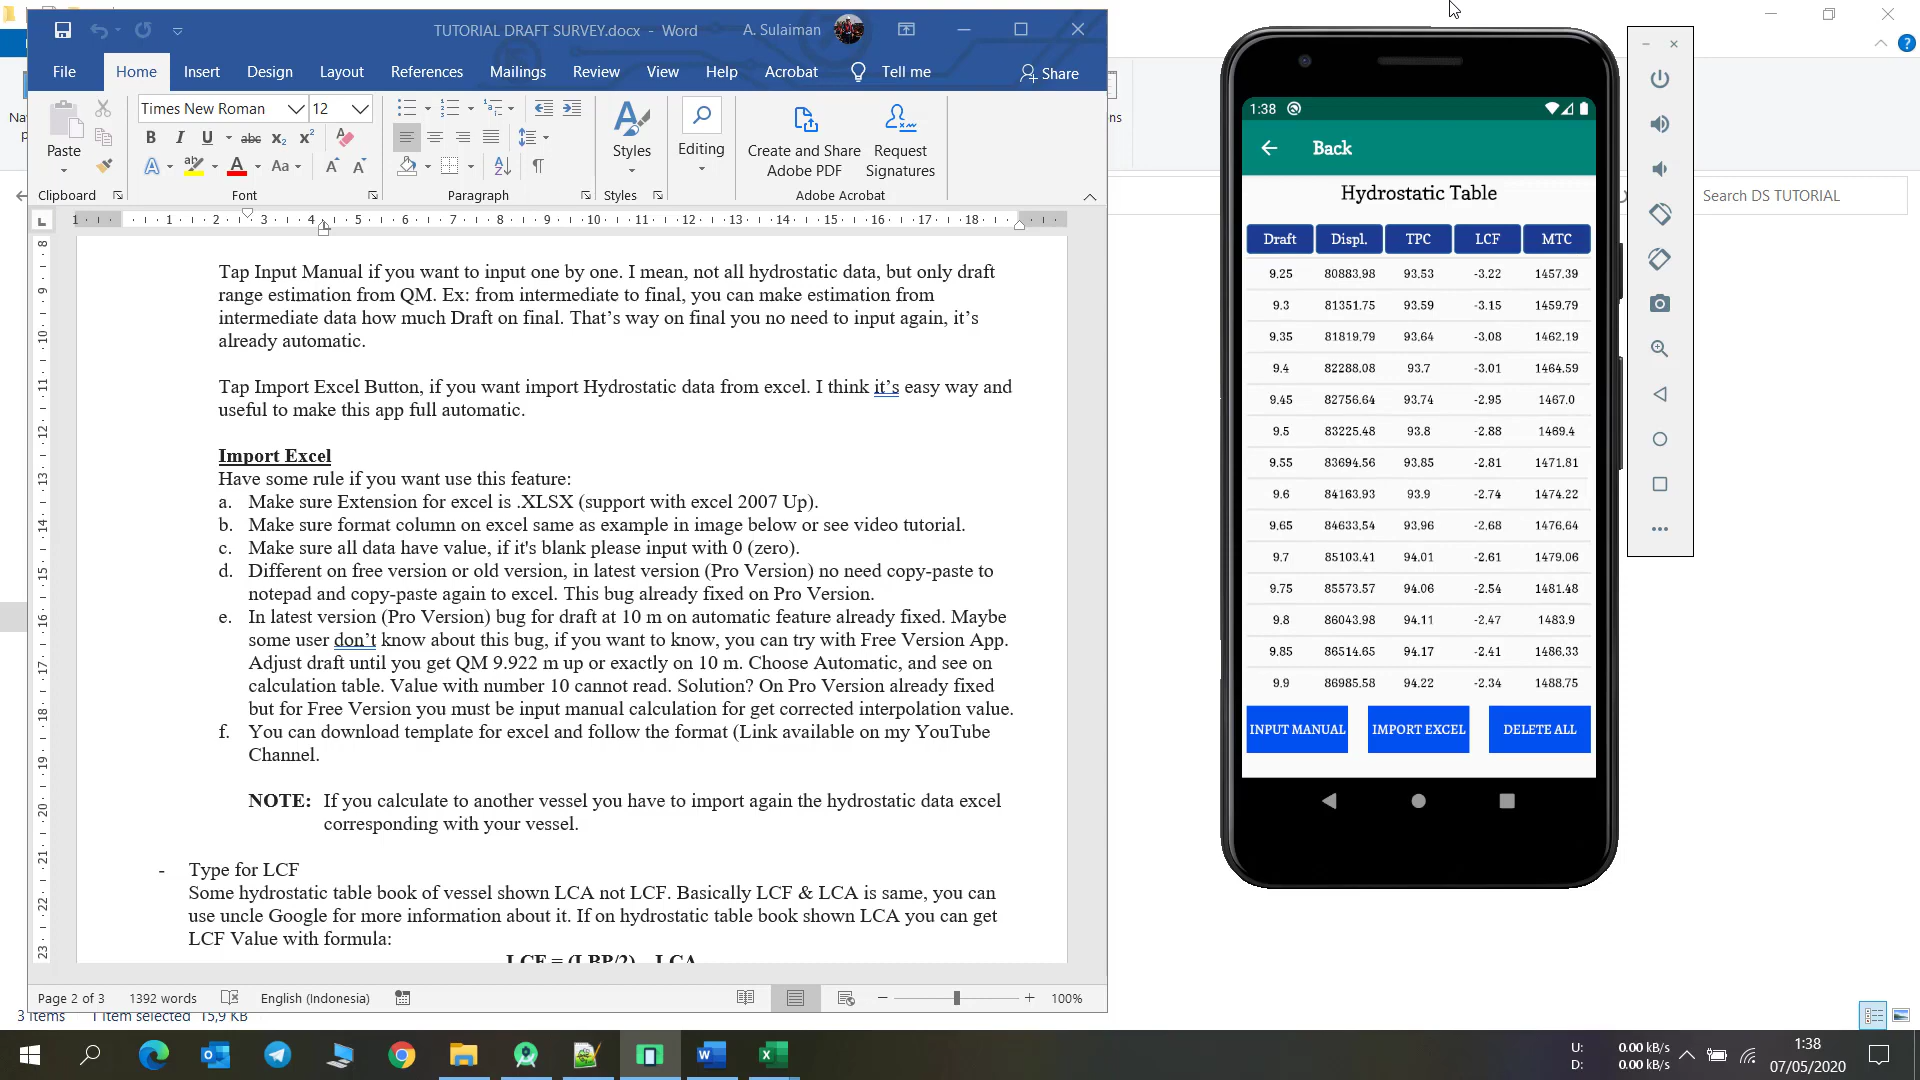 TUTORIAL DRAFT SURVEY.docx - Word
A. Sulaiman
File Home Insert Design Layout References Mailings Review View Help Acrobat Tell me Share
Times New Roman 12
Paste
Styles
Editing
Create and Share Adobe PDF
Request Signatures
Clipboard Font Paragraph Styles Adobe Acrobat
Tap Input Manual if you want to input one by one. I mean, not all hydrostatic data, but only draft
range estimation from QM. Ex: from intermediate to final, you can make estimation from
intermediate data how much Draft on final. That's way on final you no need to input again, it's
already automatic.
Tap Import Excel Button, if you want import Hydrostatic data from excel. I think it's easy way and
useful to make this app full automatic.
Import Excel
Have some rule if you want use this feature:
a. Make sure Extension for excel is .XLSX (support with excel 2007 Up).
b. Make sure format column on excel same as example in image below or see video tutorial.
c. Make sure all data have value, if it's blank please input with 0 (zero).
d. Different on free version or old version, in latest version (Pro Version) no need copy-paste to
notepad and copy-paste again to excel. This bug already fixed on Pro Version.
e. In latest version (Pro Version) bug for draft at 10 m on automatic feature already fixed. Maybe
some user don't know about this bug, if you want to know, you can try with Free Version App.
Adjust draft until you get QM 9.922 m up or exactly on 10 m. Choose Automatic, and see on
calculation table. Value with number 10 cannot read. Solution? On Pro Version already fixed
but for Free Version you must be input manual calculation for get corrected interpolation value.
f. You can download template for excel and follow the format (Link available on my YouTube
Channel.
NOTE: If you calculate to another vessel you have to import again the hydrostatic data excel
corresponding with your vessel.
- Type for LCF
Some hydrostatic table book of vessel shown LCA not LCF. Basically LCF & LCA is same, you can
use uncle Google for more information about it. If on hydrostatic table book shown LCA you can get
LCF Value with formula:
LCF = (LBP/2) – LCA
Page 2 of 3 1392 words English (Indonesia) 100%
3 items 1 item selected 15,9 KB
Search DS TUTORIAL
1:38
Back
Hydrostatic Table
Draft Displ. TPC LCF MTC
9.25 80883.98 93.53 -3.22 1457.39
9.3 81351.75 93.59 -3.15 1459.79
9.35 81819.79 93.64 -3.08 1462.19
9.4 82288.08 93.7 -3.01 1464.59
9.45 82756.64 93.74 -2.95 1467.0
9.5 83225.48 93.8 -2.88 1469.4
9.55 83694.56 93.85 -2.81 1471.81
9.6 84163.93 93.9 -2.74 1474.22
9.65 84633.54 93.96 -2.68 1476.64
9.7 85103.41 94.01 -2.61 1479.06
9.75 85573.57 94.06 -2.54 1481.48
9.8 86043.98 94.11 -2.47 1483.9
9.85 86514.65 94.17 -2.41 1486.33
9.9 86985.58 94.22 -2.34 1488.75
INPUT MANUAL IMPORT EXCEL DELETE ALL
U: 0.00 kB/s
D: 0.00 kB/s
1:38
07/05/2020